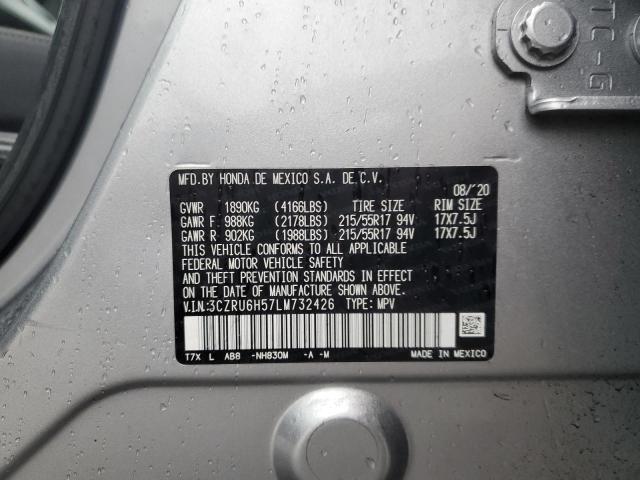 TC-G
MFD.BY HONDA DE MEXICO S.A. DE.C.V.
08/'20
GVWR 1890KG (4166LBS) TIRE SIZE RIM SIZE
GAWR F 988KG (2178LBS) 215/55R17 94V 17X7.5J
GAWR R 902KG (1988LBS) 215/55R17 94V 17X7.5J
THIS VEHICLE CONFORMS TO ALL APPLICABLE
FEDERAL MOTOR VEHICLE SAFETY
AND THEFT PREVENTION STANDARDS IN EFFECT
ON THE DATE OF MANUFACTURE SHOWN ABOVE.
V.I.N.:3CZRU6H57LM732426 TYPE: MPV
T7X L AB8 -NH830M -A -M MADE IN MEXICO